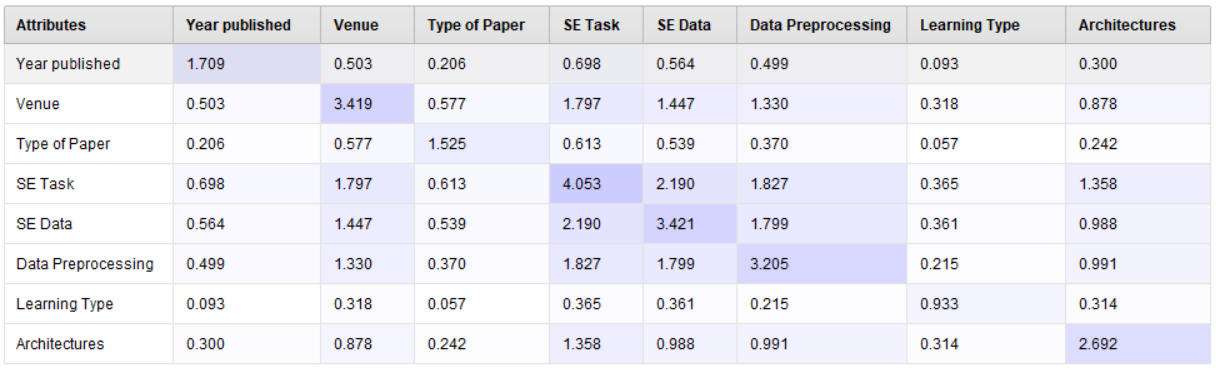 Attributes Year published Venue Type of Paper SE Task SE Data Data Preprocessing Learning Type Architectures
Year published 1.709 0.503 0.206 0.698 0.564 0.499 0.093 0.300
Venue 0.503 3.419 0.577 1.797 1.447 1.330 0.318 0.878
Type of Paper 0.206 0.577 1.525 0.613 0.539 0.370 0.057 0.242
SE Task 0.698 1.797 0.613 4.053 2.190 1.827 0.365 1.358
SE Data 0.564 1.447 0.539 2.190 3.421 1.799 0.361 0.988
Data Preprocessing 0.499 1.330 0.370 1.827 1.799 3.205 0.215 0.991
Learning Type 0.093 0.318 0.057 0.365 0.361 0.215 0.933 0.314
Architectures 0.300 0.878 0.242 1.358 0.988 0.991 0.314 2.692